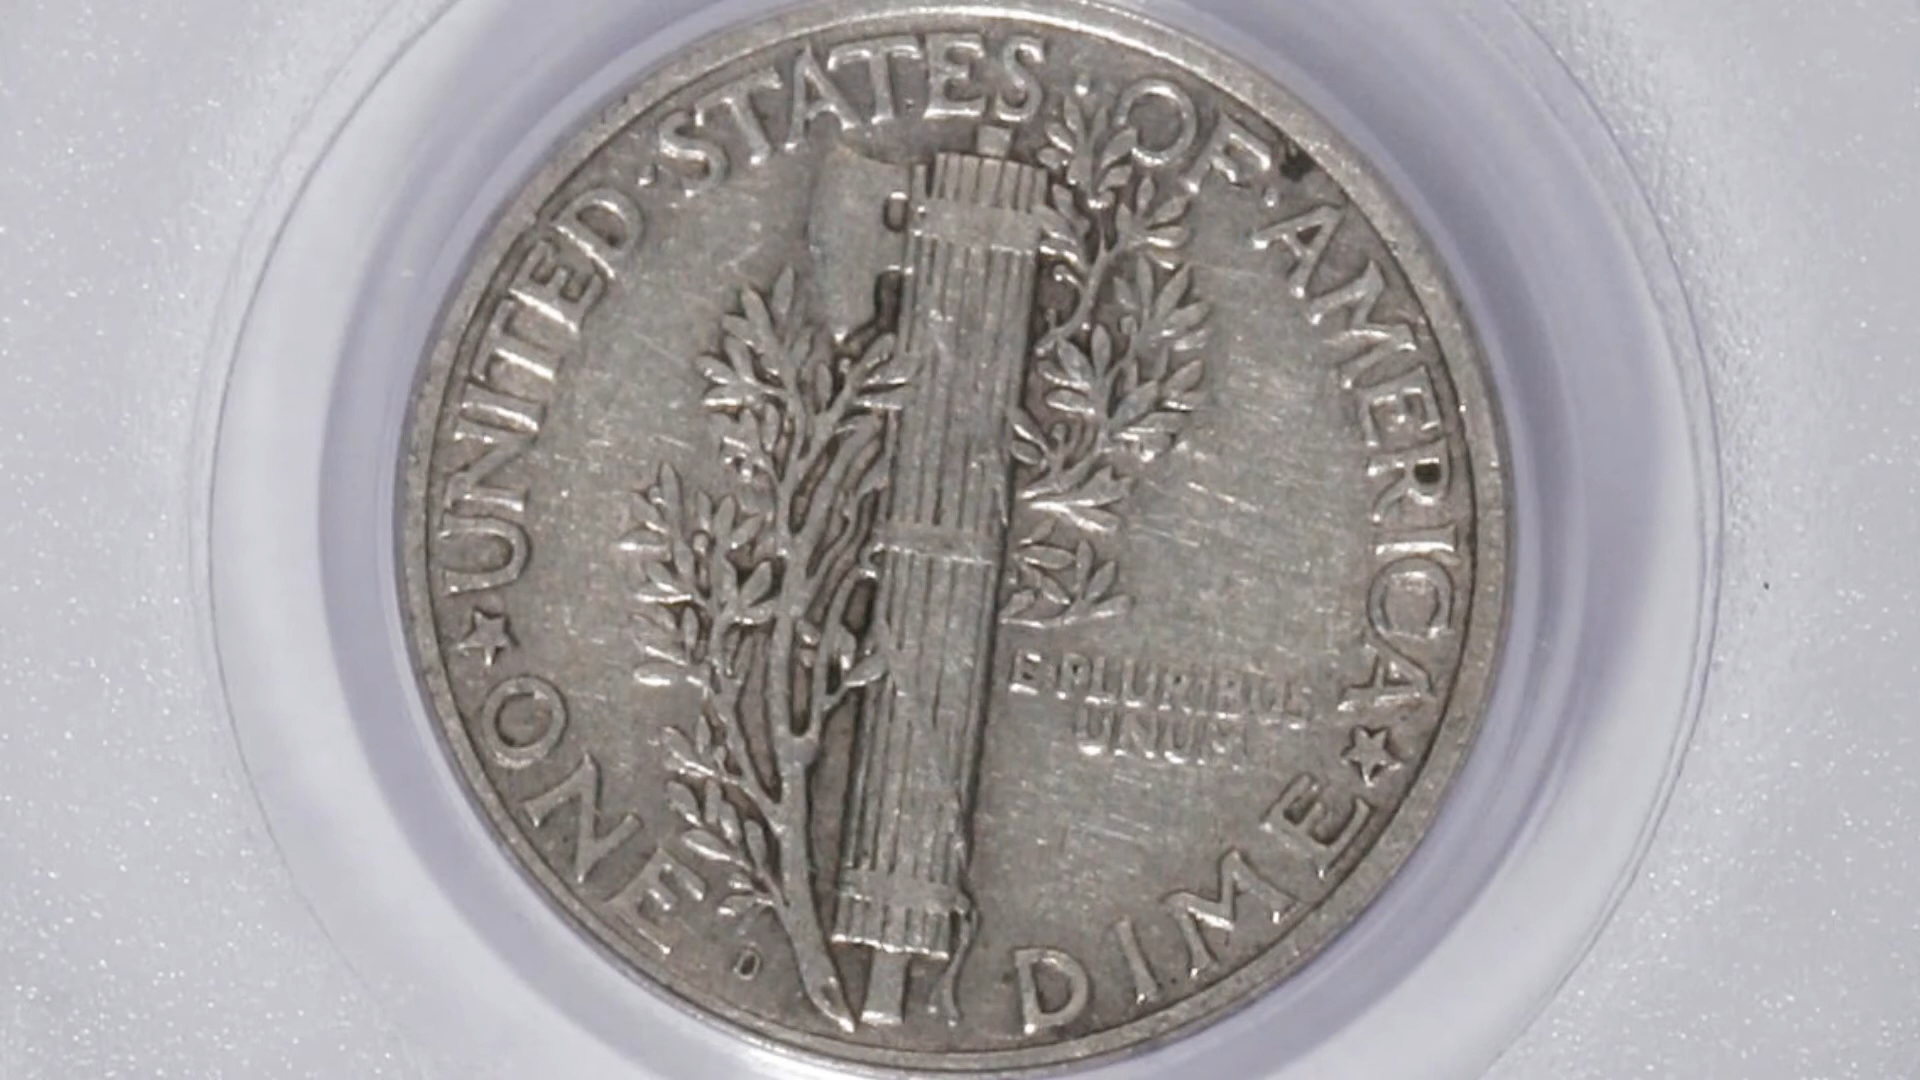 UNITED·STATES·OF·AMERICA
E PLURIBUS
UNUM
ONE DIME
D